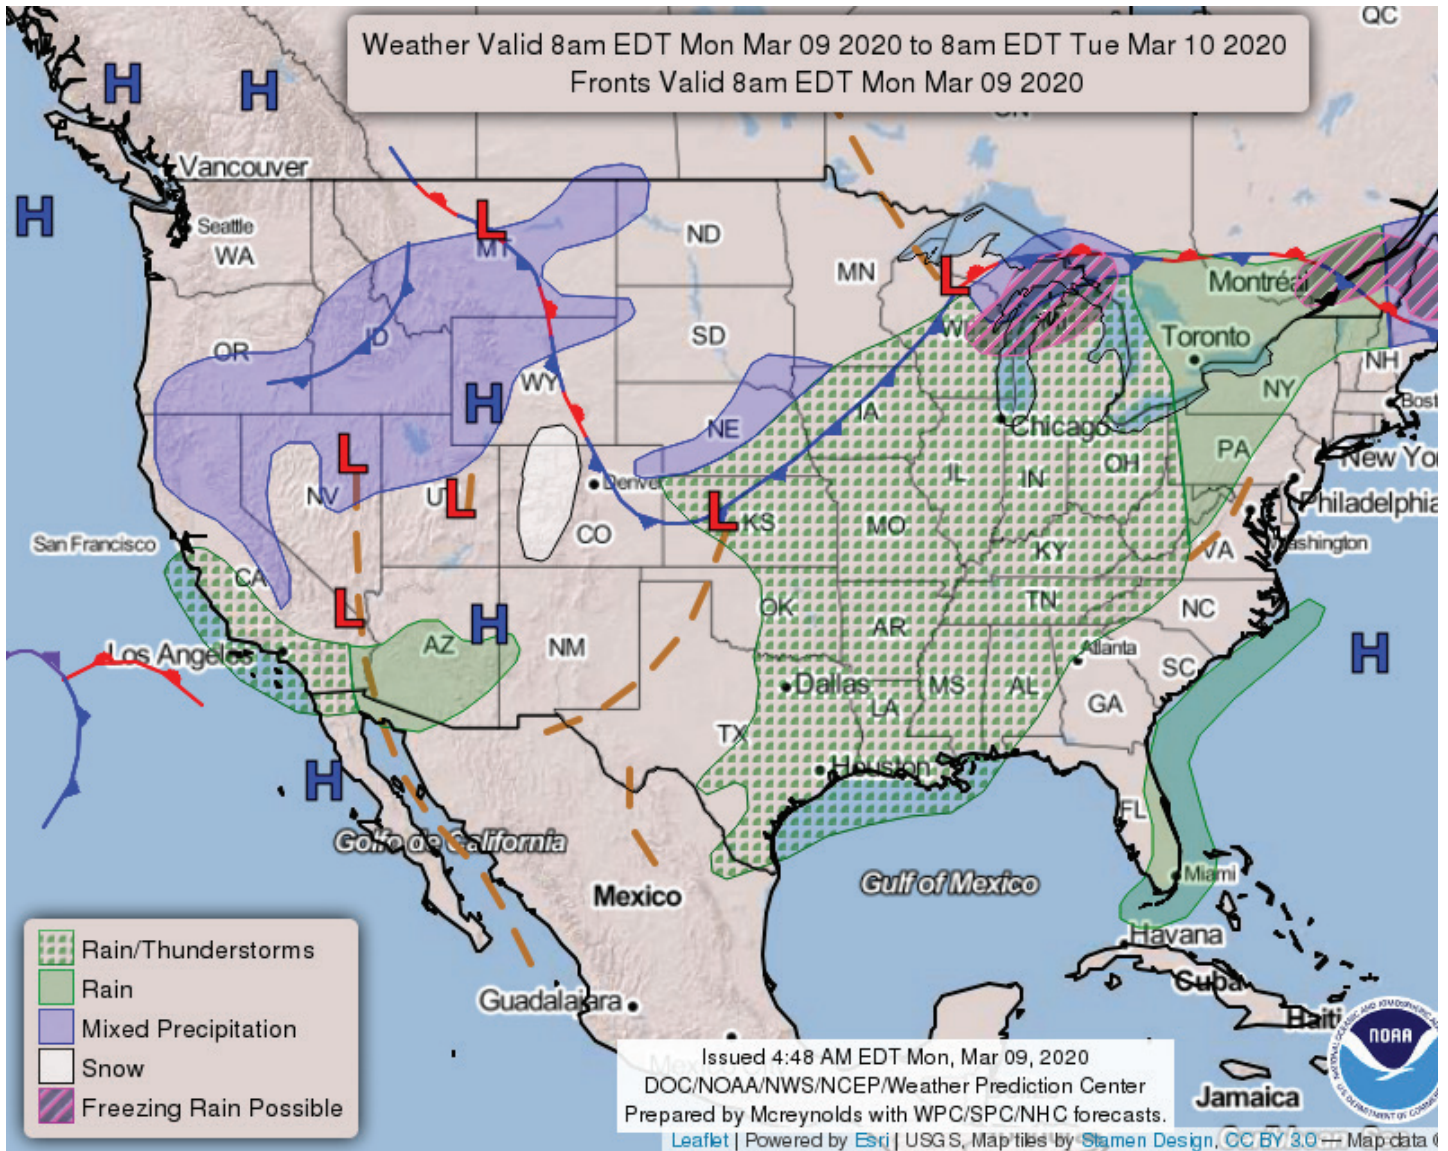 QC
Weather Valid 8am EDT Mon Mar 09 2020 to 8am EDT Tue Mar 10 2020
Fronts Valid 8am EDT Mon Mar 09 2020
H
H
Vancouver
H
Seattle
WA
L
MT
ND
MN
L
Montréal
OR
ID
SD
WI
MI
Toronto
NH
WY
H
NE
IA
NY
Bost
Chicago
L
NV
UT
L
Denver
IL
IN
OH
PA
New Yo
Philadelphia
San Francisco
CO
L
KS
MO
KY
VA
ashington
CA
L
AZ
H
NM
OK
AR
TN
NC
Los Angeles
Atlanta
SC
H
Dallas
LA
MS
AL
GA
TX
H
Houston
FL
Golfo de California
Mexico
Gulf of Mexico
Miami
Havana
Cuba
Guadalajara
Haiti
Mexico City
Jamaica
Rain/Thunderstorms
Rain
Mixed Precipitation
Snow
Freezing Rain Possible
Issued 4:48 AM EDT Mon, Mar 09, 2020
DOC/NOAA/NWS/NCEP/Weather Prediction Center
Prepared by Mcreynolds with WPC/SPC/NHC forecasts.
NOAA
Leaflet | Powered by Esri | USGS, Map tiles by Stamen Design, CC BY 3.0 — Map data ©